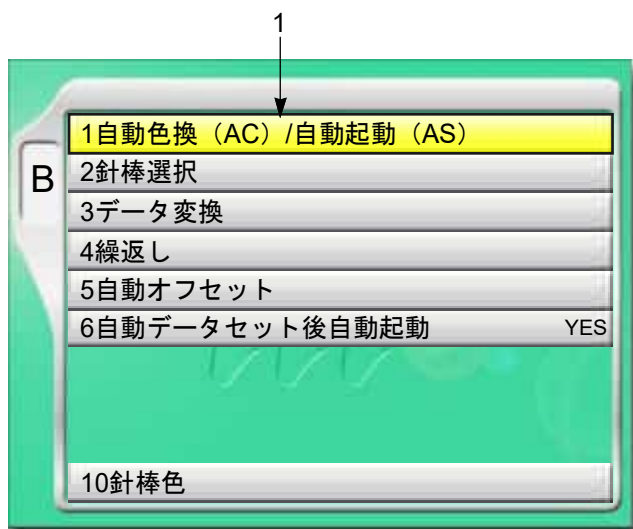 1
1自動色換（AC）/自動起動（AS）
B
2針棒選択
3データ変換
4繰返し
5自動オフセット
6自動データセット後自動起動 YES
10針棒色